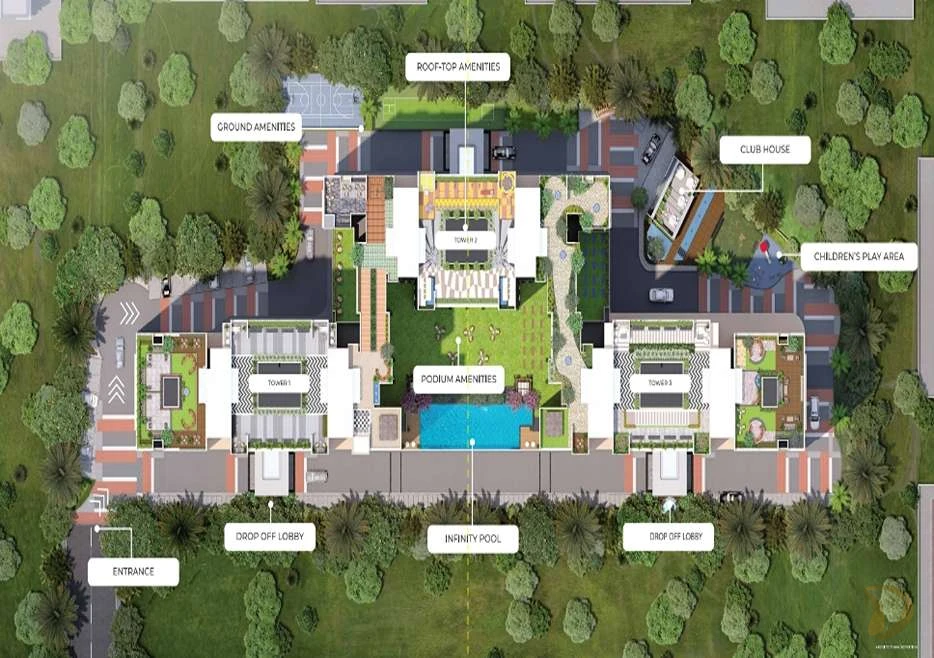 ROOF-TOP AMENITIES
GROUND AMENITIES
CLUB HOUSE
TOWER 2
CHILDREN'S PLAY AREA
PODIUM AMENITIES
TOWER 1
TOWER 3
DROP OFF LOBBY
INFINITY POOL
DROP OFF LOBBY
ENTRANCE